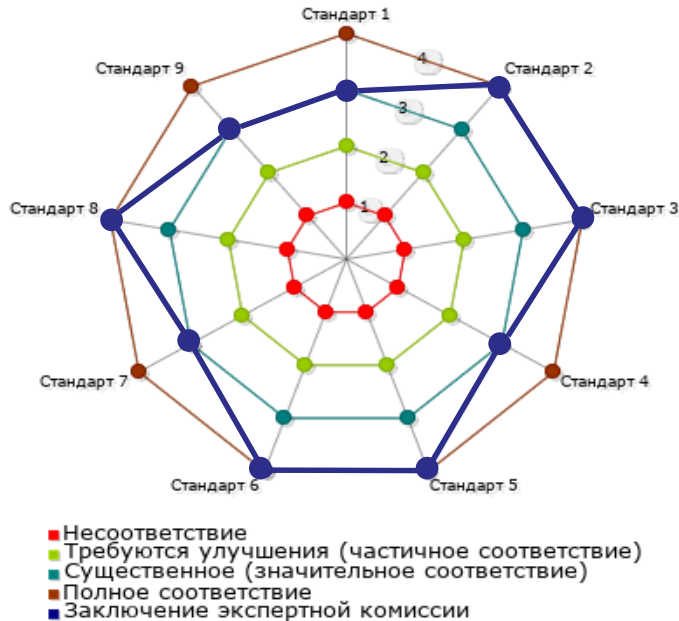 Стандарт 1
4
Стандарт 9
Стандарт 2
3
2
Стандарт 8
1
Стандарт 3
Стандарт 7
Стандарт 4
Стандарт 6
Стандарт 5
Несоответствие
Требуются улучшения (частичное соответствие)
Существенное (значительное соответствие)
Полное соответствие
Заключение экспертной комиссии